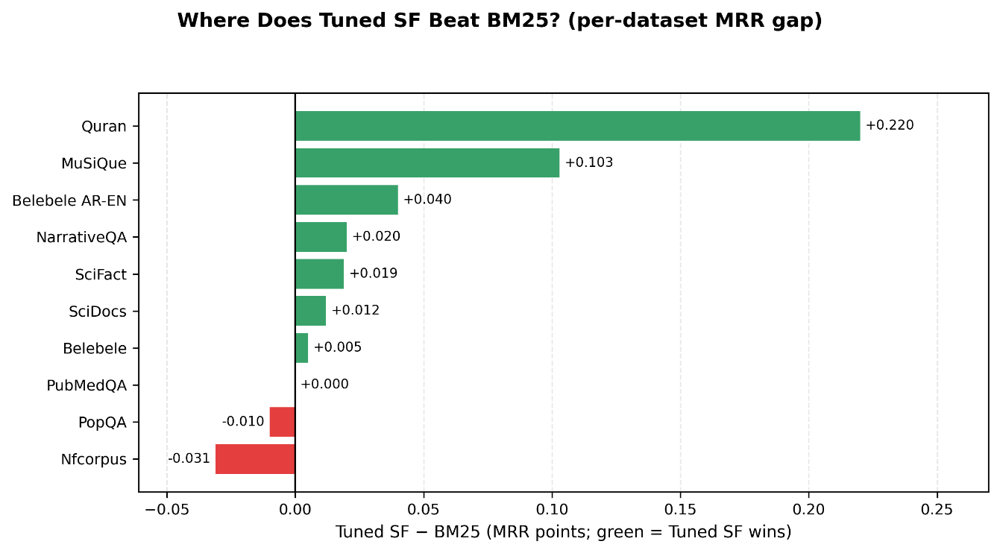 Where Does Tuned SF Beat BM25? (per-dataset MRR gap)
Quran +0.220
MuSiQue +0.103
Belebele AR-EN +0.040
NarrativeQA +0.020
SciFact +0.019
SciDocs +0.012
Belebele +0.005
PubMedQA +0.000
PopQA -0.010
Nfcorpus -0.031
−0.05 0.00 0.05 0.10 0.15 0.20 0.25
Tuned SF − BM25 (MRR points; green = Tuned SF wins)